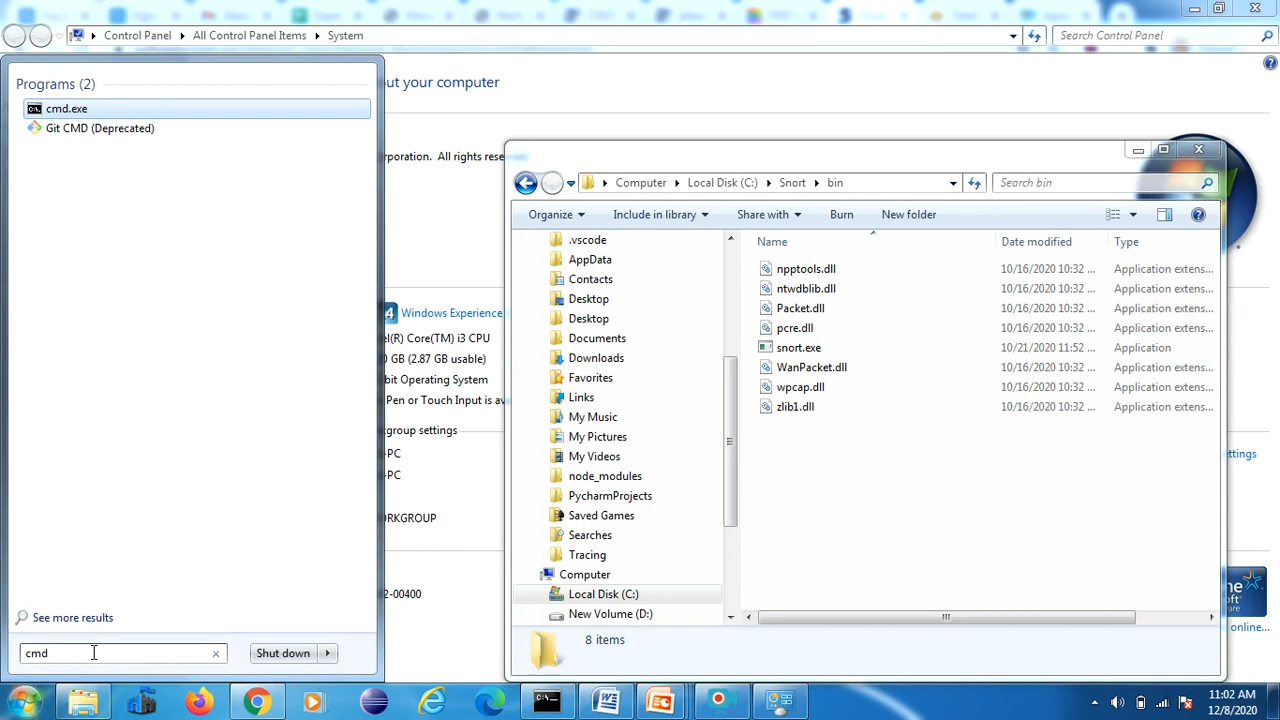 Control Panel
All Control Panel Items
System
Search Control Panel
Programs (2)
cmd.exe
Git CMD (Deprecated)
See more results
cmd
Shut down
out your computer
rporation. All rights rese
Windows Experience
el(R) Core(TM) i3 CPU
0 GB (2.87 GB usable)
bit Operating System
Pen or Touch Input is av
kgroup settings
-PC
-PC
ORKGROUP
2-00400
Computer
Local Disk (C:)
Snort
bin
Search bin
Organize
Include in library
Share with
Burn
New folder
.vscode
AppData
Contacts
Desktop
Desktop
Documents
Downloads
Favorites
Links
My Music
My Pictures
My Videos
node_modules
PycharmProjects
Saved Games
Searches
Tracing
Computer
Local Disk (C:)
New Volume (D:)
Name Date modified Type
npptools.dll 10/16/2020 10:32 ... Application extens...
ntwdblib.dll 10/16/2020 10:32 ... Application extens...
Packet.dll 10/16/2020 10:32 ... Application extens...
pcre.dll 10/16/2020 10:32 ... Application extens...
snort.exe 10/21/2020 11:52 ... Application
WanPacket.dll 10/16/2020 10:32 ... Application extens...
wpcap.dll 10/16/2020 10:32 ... Application extens...
zlib1.dll 10/16/2020 10:32 ... Application extens...
8 items
ettings
online...
11:02 AM
12/8/2020